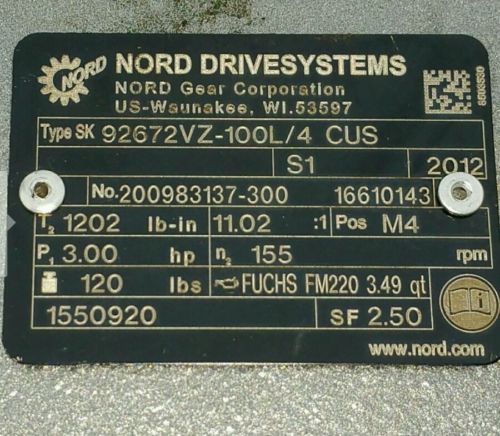 NORD NORD DRIVESYSTEMS
NORD Gear Corporation
US-Waunakee, WI.53597
Type SK 92672VZ-100L/4 CUS
S1 2012
No.200983137-300 16610143
T2 1202 lb-in 11.02 :1 Pos M4
P1 3.00 hp n2 155 rpm
120 lbs FUCHS FM220 3.49 qt
1550920 SF 2.50
www.nord.com